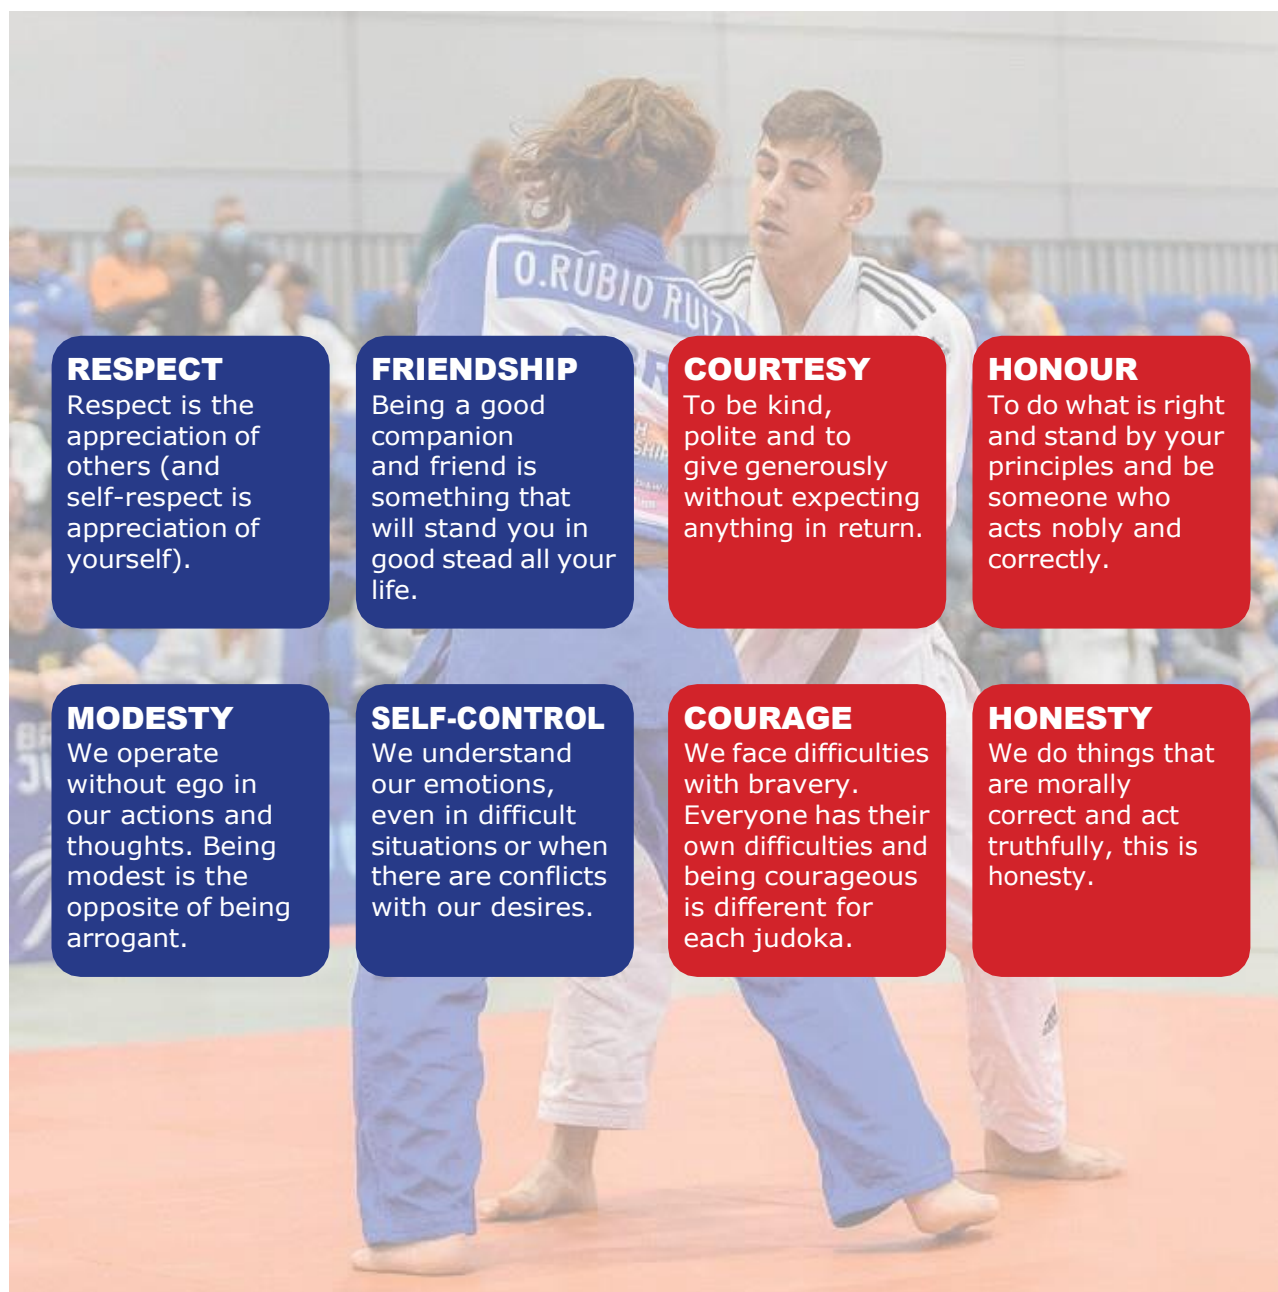 O.RUBIO RUIZ
RESPECT
Respect is the
appreciation of
others (and
self-respect is
appreciation of
yourself).
FRIENDSHIP
Being a good
companion
and friend is
something that
will stand you in
good stead all your
life.
COURTESY
To be kind,
polite and to
give generously
without expecting
anything in return.
HONOUR
To do what is right
and stand by your
principles and be
someone who
acts nobly and
correctly.
MODESTY
We operate
without ego in
our actions and
thoughts. Being
modest is the
opposite of being
arrogant.
SELF-CONTROL
We understand
our emotions,
even in difficult
situations or when
there are conflicts
with our desires.
COURAGE
We face difficulties
with bravery.
Everyone has their
own difficulties and
being courageous
is different for
each judoka.
HONESTY
We do things that
are morally
correct and act
truthfully, this is
honesty.